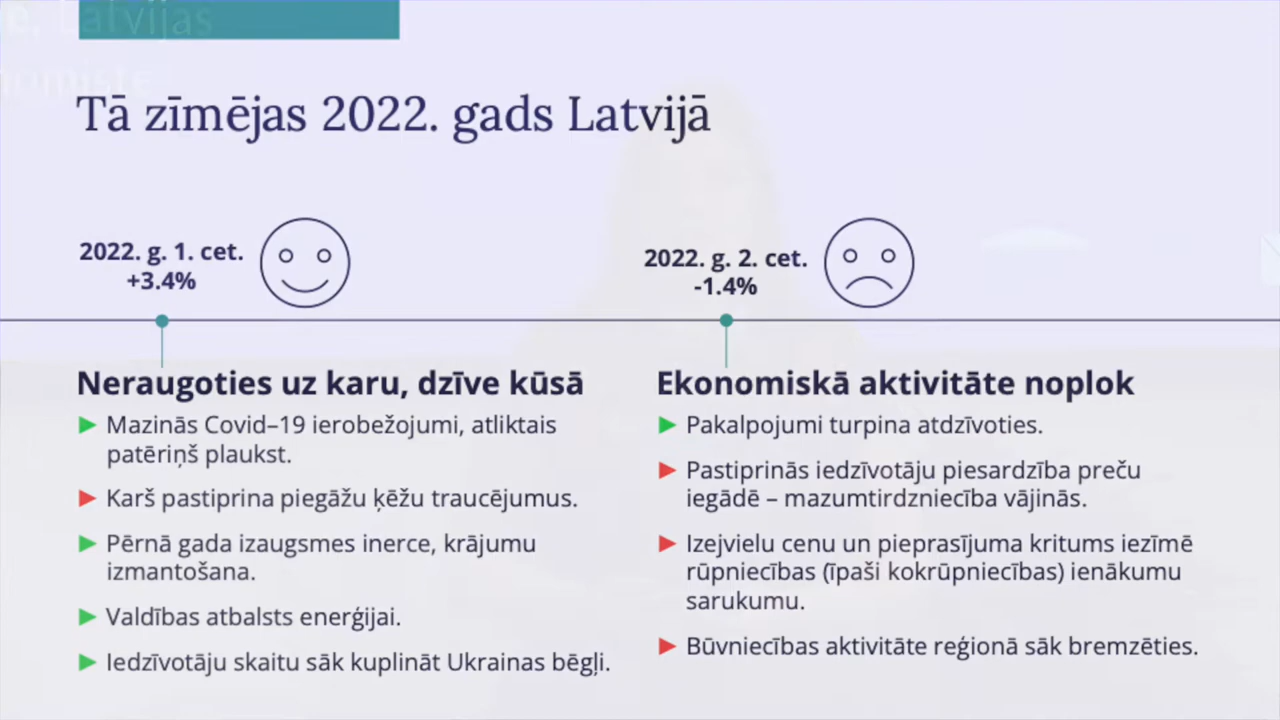 Latvijas
Tā zīmējas 2022. gads Latvijā
2022. g. 1. cet.
+3.4%
2022. g. 2. cet.
-1.4%
Neraugoties uz karu, dzīve kūsā
Mazinās Covid–19 ierobežojumi, atliktais
patēriņš plaukst.
Karš pastiprina piegāžu ķēžu traucējumus.
Pērnā gada izaugsmes inerce, krājumu
izmantošana.
Valdības atbalsts enerģijai.
Iedzīvotāju skaitu sāk kuplināt Ukrainas bēgļi.
Ekonomiskā aktivitāte noplok
Pakalpojumi turpina atdzīvoties.
Pastiprinās iedzīvotāju piesardzība preču
iegādē – mazumtirdzniecība vājinās.
Izejvielu cenu un pieprasījuma kritums iezīmē
rūpniecības (īpaši kokrūpniecības) ienākumu
sarukumu.
Būvniecības aktivitāte reģionā sāk bremzēties.